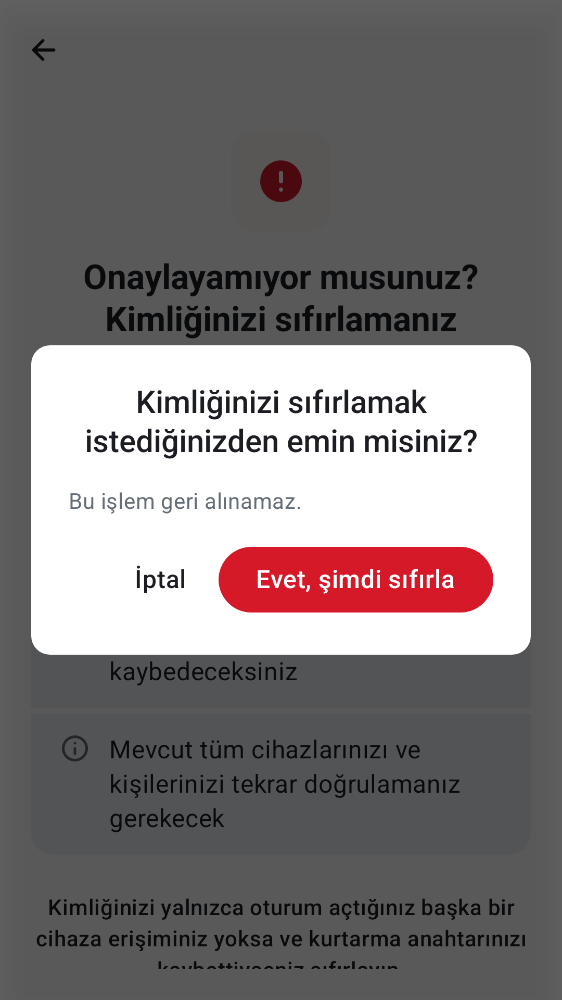 Onaylayamıyor musunuz?
Kimliğinizi sıfırlamanız
Kimliğinizi sıfırlamak
istediğinizden emin misiniz?
Bu işlem geri alınamaz.
İptal
Evet, şimdi sıfırla
kaybedeceksiniz
Mevcut tüm cihazlarınızı ve
kişilerinizi tekrar doğrulamanız
gerekecek
Kimliğinizi yalnızca oturum açtığınız başka bir
cihaza erişiminiz yoksa ve kurtarma anahtarınızı
kaybettiyseniz sıfırlayın.